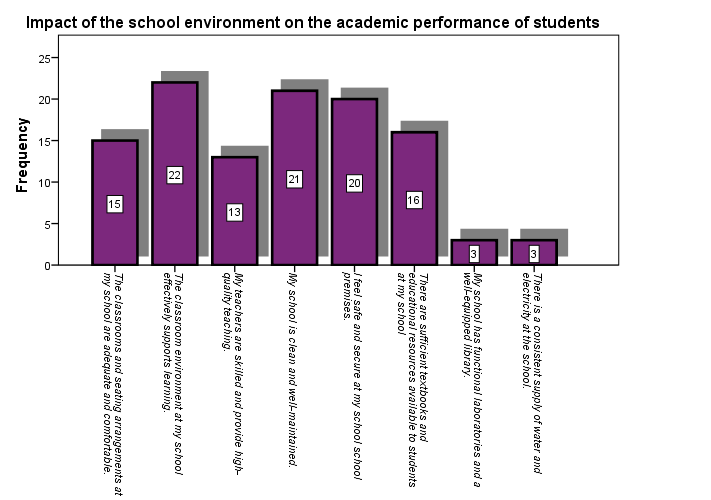 Impact of the school environment on the academic performance of students
Frequency
25
20
15
10
5
0
15
22
13
21
20
16
3
3
The classrooms and seating arrangements at
my school are adequate and comfortable.
The classroom environment at my school
effectively supports learning.
My teachers are skilled and provide high-
quality teaching.
My school is clean and well-maintained.
I feel safe and secure at my school school
premises.
There are sufficient textbooks and
educational resources available to students
at my school
My school has functional laboratories and a
well-equipped library.
There is a consistent supply of water and
electricity at the school.